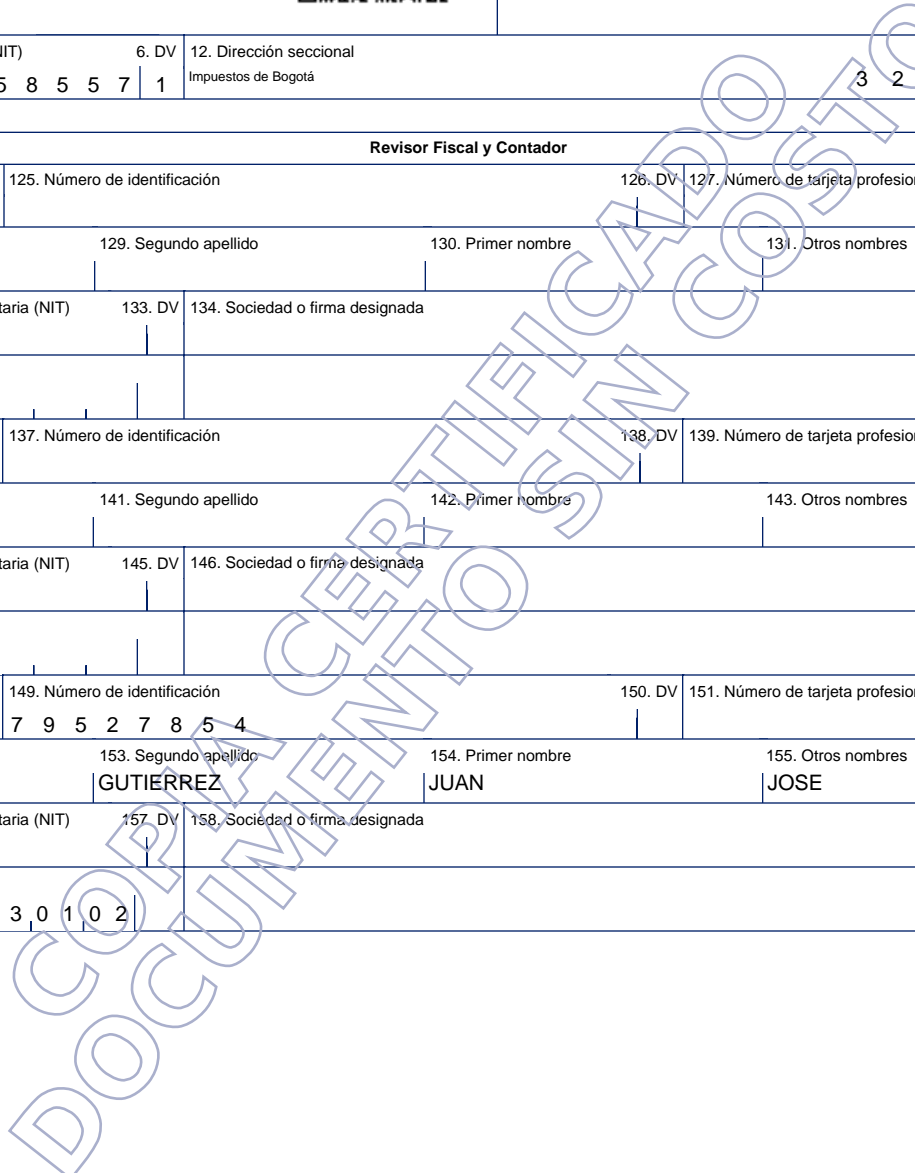 NIT) 6. DV 12. Dirección seccional
5 8 5 5 7 1 Impuestos de Bogotá 3 2
Revisor Fiscal y Contador
125. Número de identificación 126. DV 127. Número de tarjeta profesion
129. Segundo apellido 130. Primer nombre 131. Otros nombres
taria (NIT) 133. DV 134. Sociedad o firma designada
137. Número de identificación 138. DV 139. Número de tarjeta profesion
141. Segundo apellido 142. Primer nombre 143. Otros nombres
taria (NIT) 145. DV 146. Sociedad o firma designada
149. Número de identificación 150. DV 151. Número de tarjeta profesion
7 9 5 2 7 8 5 4
153. Segundo apellido 154. Primer nombre 155. Otros nombres
GUTIERREZ JUAN JOSE
taria (NIT) 157. DV 158. Sociedad o firma designada
3 0 1 0 2
COPIA CERTIFICADO
DOCUMENTO SIN COSTO